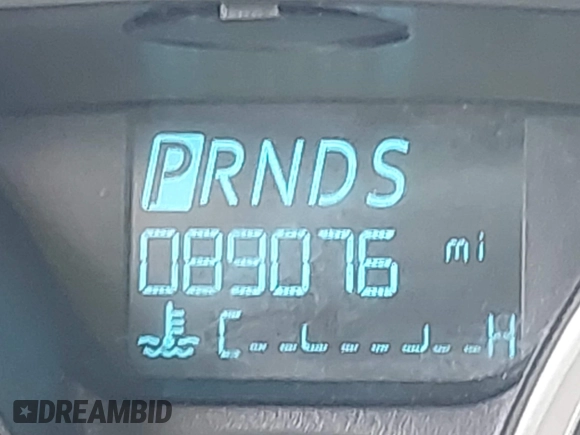 PRNDS
089076 mi
C H
DREAMBID